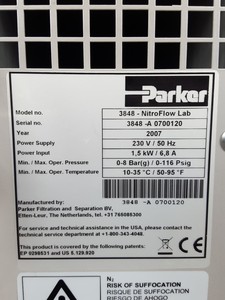 Parker
Model no. 3848 - NitroFlow Lab
Serial no. 3848 -A 0700120
Year 2007
Power Supply 230 V / 50 Hz
Power Input 1,5 kW / 6,8 A
Min. / Max. Oper. Pressure 0-8 Bar(g) / 0-116 Psig
Min. / Max. Oper. Temperature 10-35 °C / 50-95 °F
Manufactured by: 3848 -A 0700120
Parker Filtration and Separation BV,
Etten-Leur, The Netherlands, tel. +31 765085300
For service and technical assistance in the USA, please contact the
technical service department at +1-800-343-4048.
This product is covered by the following patents:
EP 0298531 and US 5.129.920
CE
N2
RISK OF SUFFOCATION
RISQUE DE SUFFOCATION
RIESGO DE AHOGO